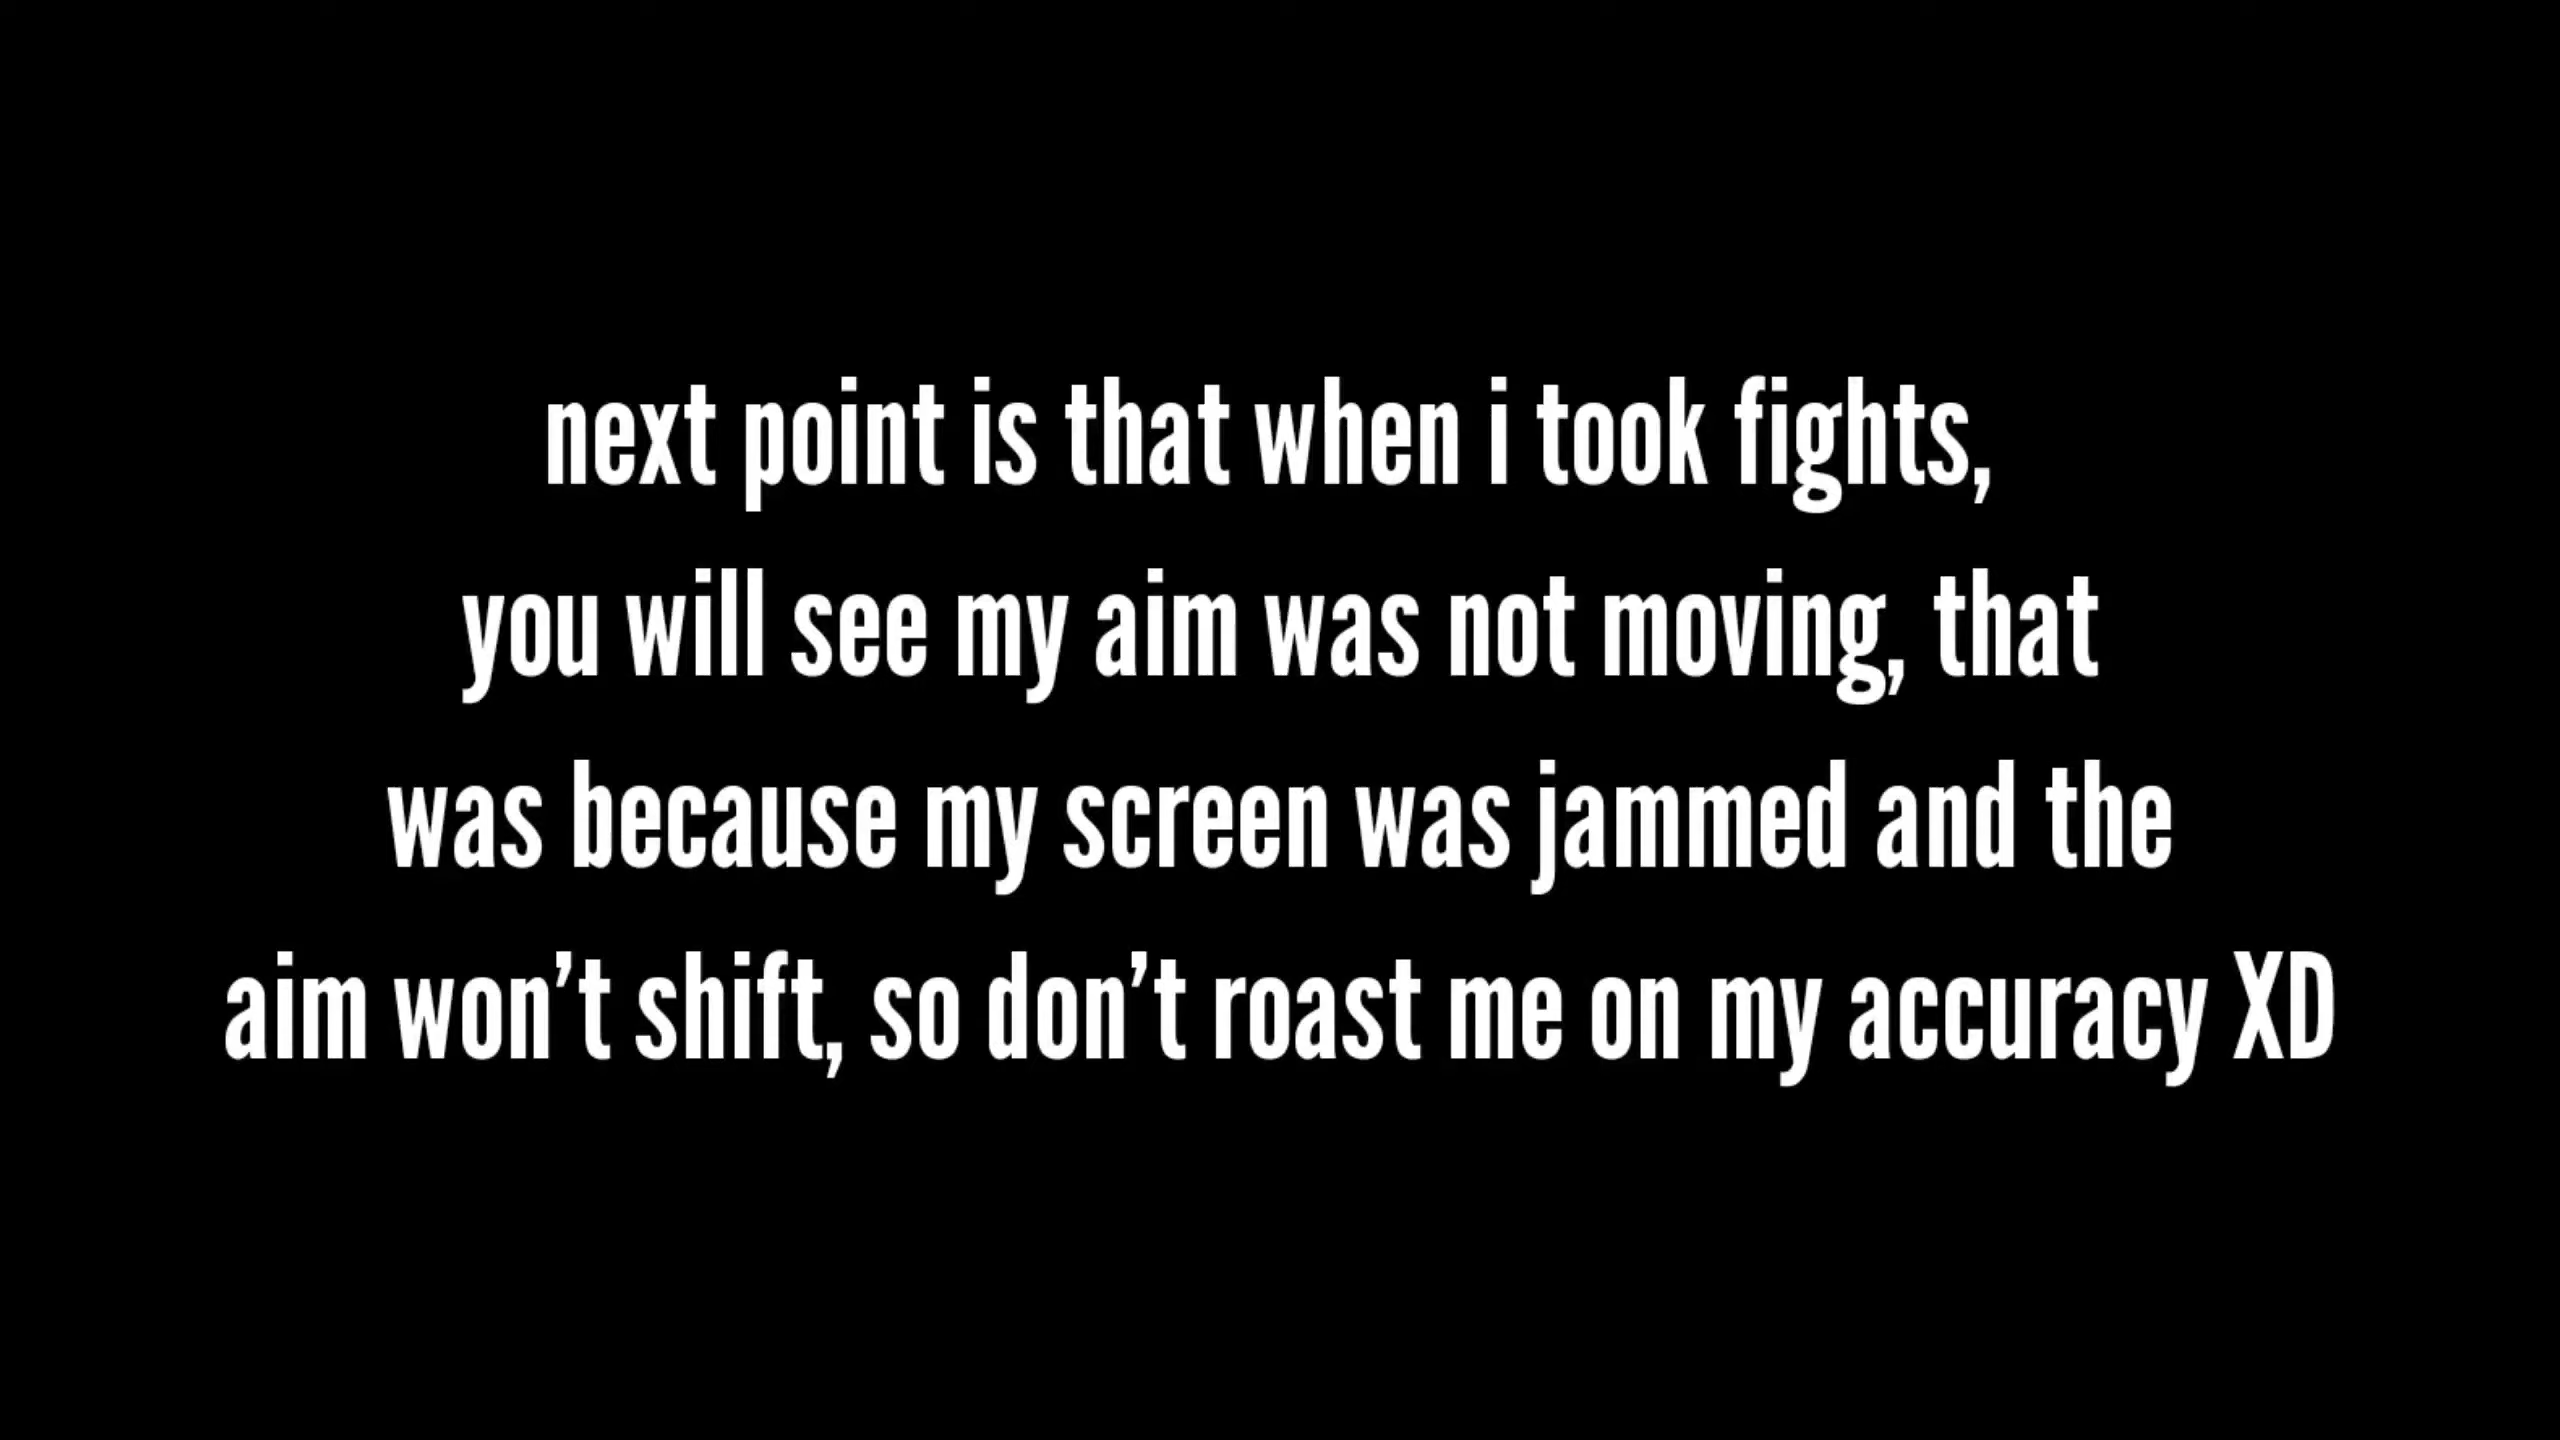 next point is that when i took fights,
you will see my aim was not moving, that
was because my screen was jammed and the
aim won’t shift, so don’t roast me on my accuracy XD